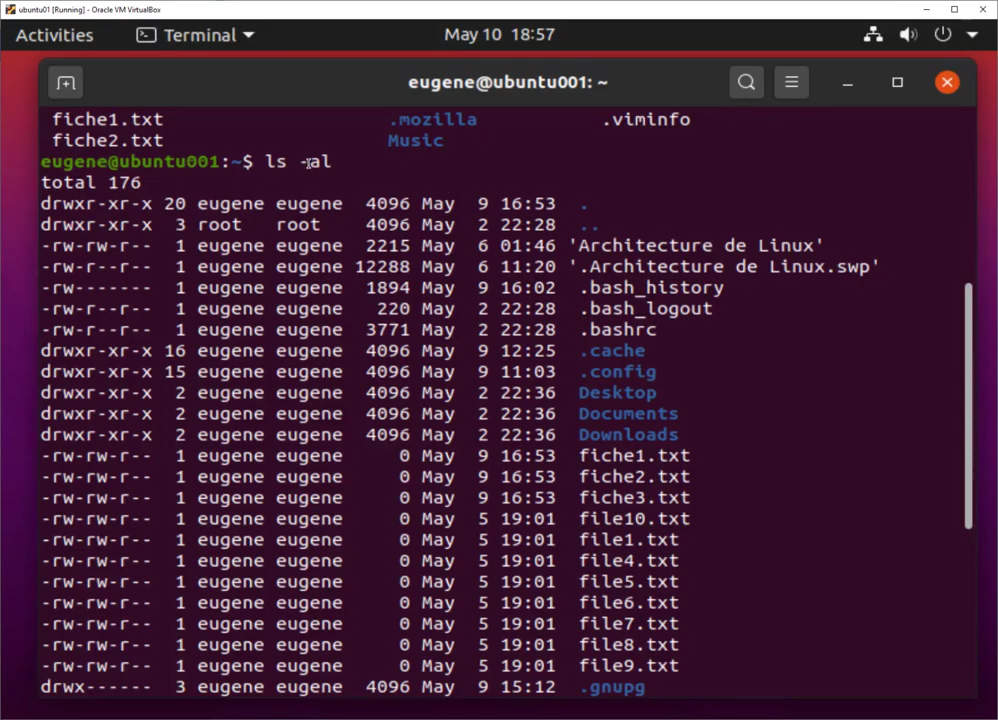 ubuntu01 [Running] - Oracle VM VirtualBox
Activities Terminal May 10 18:57
eugene@ubuntu001: ~
fiche1.txt .mozilla .viminfo
fiche2.txt Music
eugene@ubuntu001:~$ ls -al
total 176
drwxr-xr-x 20 eugene eugene 4096 May 9 16:53 .
drwxr-xr-x 3 root root 4096 May 2 22:28 ..
-rw-rw-r-- 1 eugene eugene 2215 May 6 01:46 'Architecture de Linux'
-rw-r--r-- 1 eugene eugene 12288 May 6 11:20 '.Architecture de Linux.swp'
-rw------- 1 eugene eugene 1894 May 9 16:02 .bash_history
-rw-r--r-- 1 eugene eugene 220 May 2 22:28 .bash_logout
-rw-r--r-- 1 eugene eugene 3771 May 2 22:28 .bashrc
drwxr-xr-x 16 eugene eugene 4096 May 9 12:25 .cache
drwxr-xr-x 15 eugene eugene 4096 May 9 11:03 .config
drwxr-xr-x 2 eugene eugene 4096 May 2 22:36 Desktop
drwxr-xr-x 2 eugene eugene 4096 May 2 22:36 Documents
drwxr-xr-x 2 eugene eugene 4096 May 2 22:36 Downloads
-rw-rw-r-- 1 eugene eugene 0 May 9 16:53 fiche1.txt
-rw-rw-r-- 1 eugene eugene 0 May 9 16:53 fiche2.txt
-rw-rw-r-- 1 eugene eugene 0 May 9 16:53 fiche3.txt
-rw-rw-r-- 1 eugene eugene 0 May 5 19:01 file10.txt
-rw-rw-r-- 1 eugene eugene 0 May 5 19:01 file1.txt
-rw-rw-r-- 1 eugene eugene 0 May 5 19:01 file4.txt
-rw-rw-r-- 1 eugene eugene 0 May 5 19:01 file5.txt
-rw-rw-r-- 1 eugene eugene 0 May 5 19:01 file6.txt
-rw-rw-r-- 1 eugene eugene 0 May 5 19:01 file7.txt
-rw-rw-r-- 1 eugene eugene 0 May 5 19:01 file8.txt
-rw-rw-r-- 1 eugene eugene 0 May 5 19:01 file9.txt
drwx------ 3 eugene eugene 4096 May 9 15:12 .gnupg